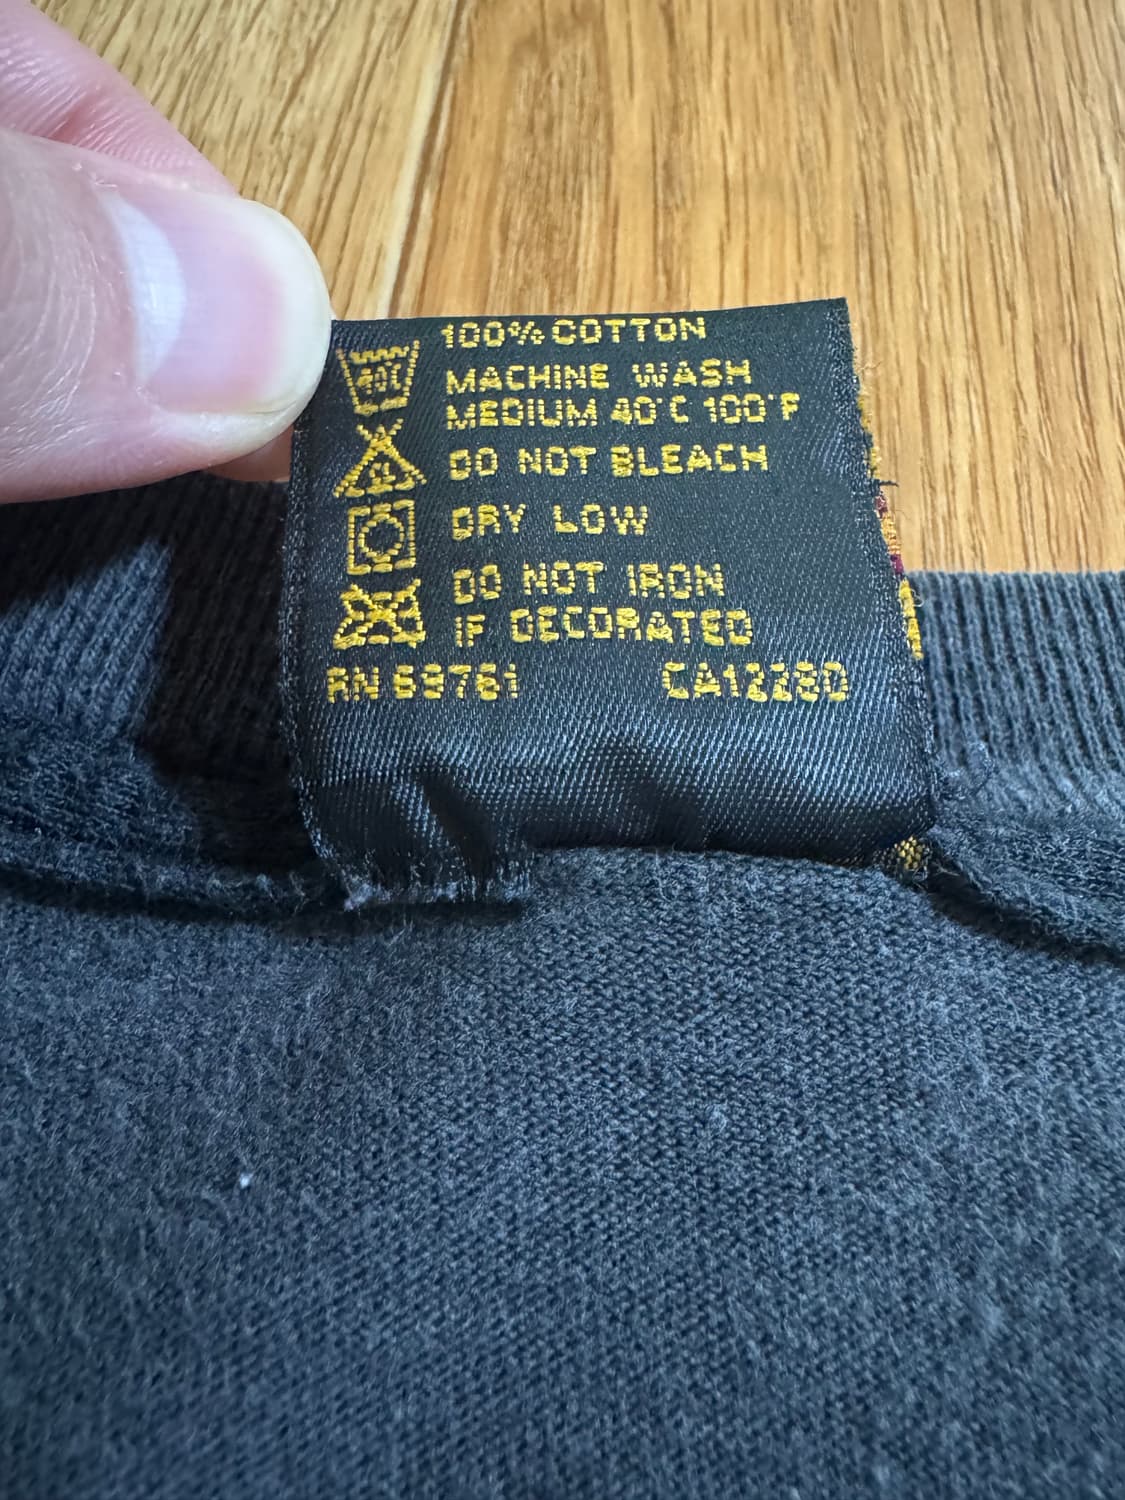 100% COTTON
40C
MACHINE WASH
MEDIUM 40°C 100°F
DO NOT BLEACH
DRY LOW
DO NOT IRON
IF DECORATED
RN 69761 CA12280